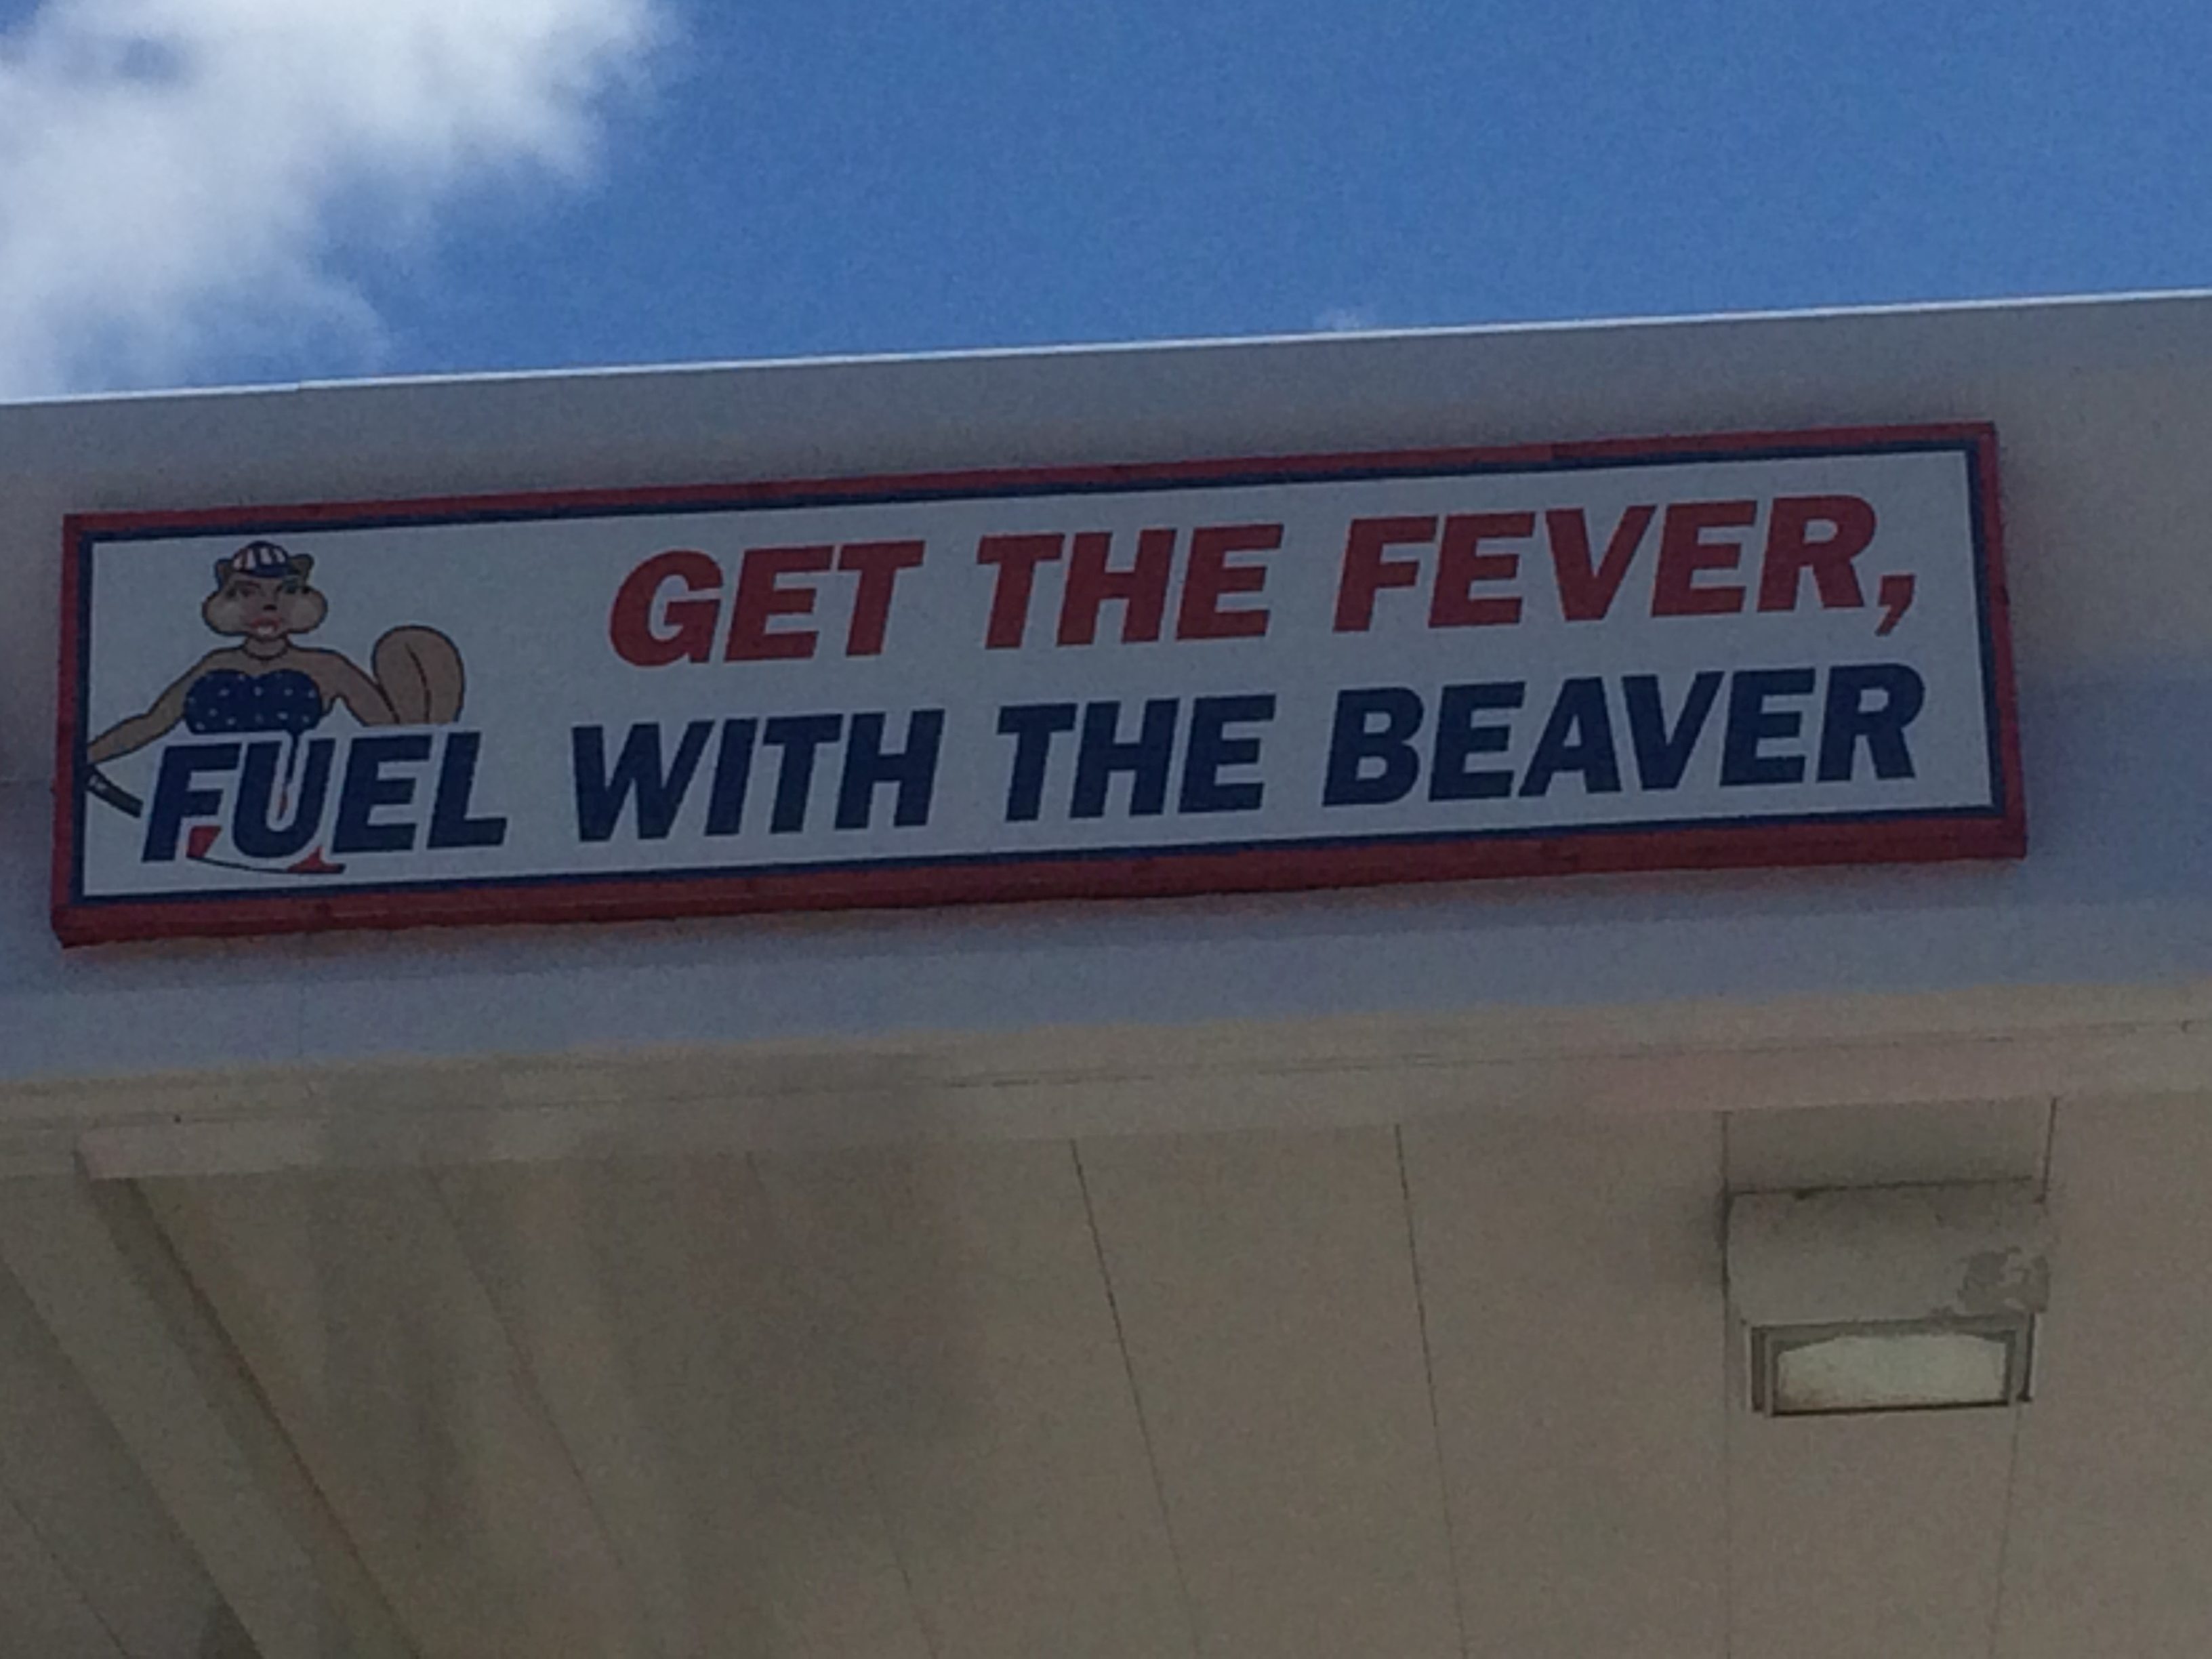 GET THE FEVER,
FUEL WITH THE BEAVER